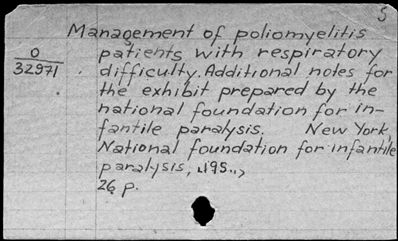 5
Management of poliomyelitis
O patients with respiratory
32971 . difficulty. Additional notes for
the exhibit prepared by the
national foundation for in-
fantile paralysis. New York,
National foundation for infantile
paralysis, 195..,
26 p.